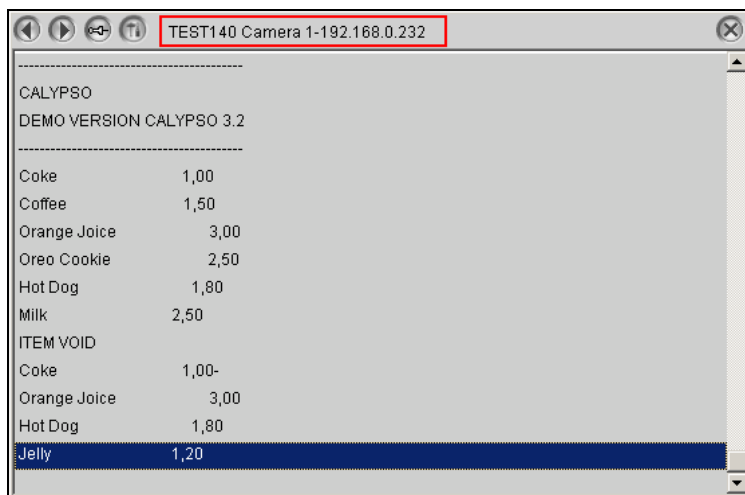 TEST140 Camera 1-192.168.0.232
-------------------------------------------
CALYPSO
DEMO VERSION CALYPSO 3.2
-------------------------------------------
Coke 1,00
Coffee 1,50
Orange Joice 3,00
Oreo Cookie 2,50
Hot Dog 1,80
Milk 2,50
ITEM VOID
Coke 1,00-
Orange Joice 3,00
Hot Dog 1,80
Jelly 1,20